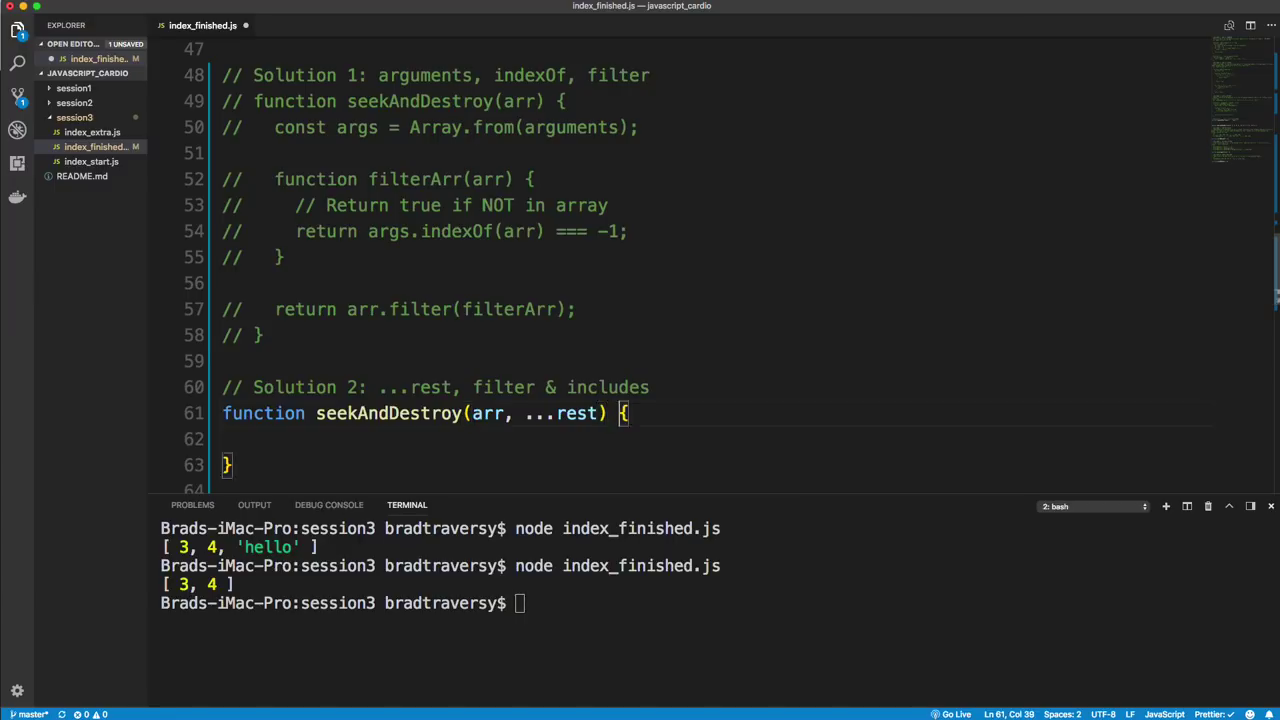 index_finished.js — javascript_cardio
EXPLORER
index_finished.js
OPEN EDITO... 1 UNSAVED
index_finishe... M
JAVASCRIPT_CARDIO
session1
session2
session3
index_extra.js
index_finished... M
index_start.js
README.md
1
1
47
48 // Solution 1: arguments, indexOf, filter
49 // function seekAndDestroy(arr) {
50 //   const args = Array.from(arguments);
51
52 //   function filterArr(arr) {
53 //     // Return true if NOT in array
54 //     return args.indexOf(arr) === -1;
55 //   }
56
57 //   return arr.filter(filterArr);
58 // }
59
60 // Solution 2: ...rest, filter & includes
61 function seekAndDestroy(arr, ...rest) {
62
63 }
64
PROBLEMS OUTPUT DEBUG CONSOLE TERMINAL 2: bash
Brads-iMac-Pro:session3 bradtraversy$ node index_finished.js
[ 3, 4, 'hello' ]
Brads-iMac-Pro:session3 bradtraversy$ node index_finished.js
[ 3, 4 ]
Brads-iMac-Pro:session3 bradtraversy$
master* 0 0 Go Live Ln 61, Col 39 Spaces: 2 UTF-8 LF JavaScript Prettier: ✓